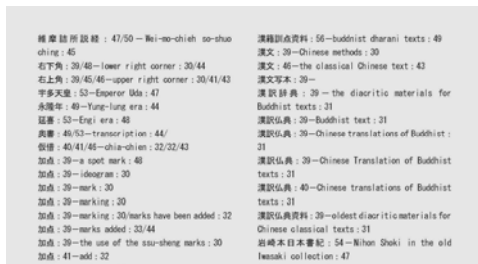 維摩詰所説経：47/50－Wei-mo-chieh so-shuo
ching：45
右下角：39/48－lower right corner：30/44
右上角：39/45/46－upper right corner：30/41/43
宇多天皇：53－Emperor Uda：47
永隆年：49－Yung-lung era：44
延喜：53－Engi era：48
奥書：49/53－transcription：44/
仮借：40/41/46－chia-chien：32/32/43
加点：39－a spot mark：48
加点：39－ideogram：30
加点：39－mark：30
加点：39－marking：30
加点：39－marking：30/marks have been added：32
加点：39－marks added：33/44
加点：39－the use of the ssu-sheng marks：30
加点：41－add：32
漢籍訓点資料：56－buddnist dharani texts：49
漢文：39－Chinese methods：30
漢文：46－the classical Chinese text：43
漢文写本：39－
漢訳辞典：39－the diacritic materials for
Buddhist texts：31
漢訳仏典：39－Buddhist text：31
漢訳仏典：39－Chinese translations of Buddhist：
31
漢訳仏典：39－Chinese Translation of Buddhist
texts：31
漢訳仏典：40－Chinese translations of Buddhist
texts：31
漢訳仏典資料：39－oldest diacritic materials for
Chinese classical texts：31
岩崎本日本書紀：54－Nihon Shoki in the old
Iwasaki collection：47